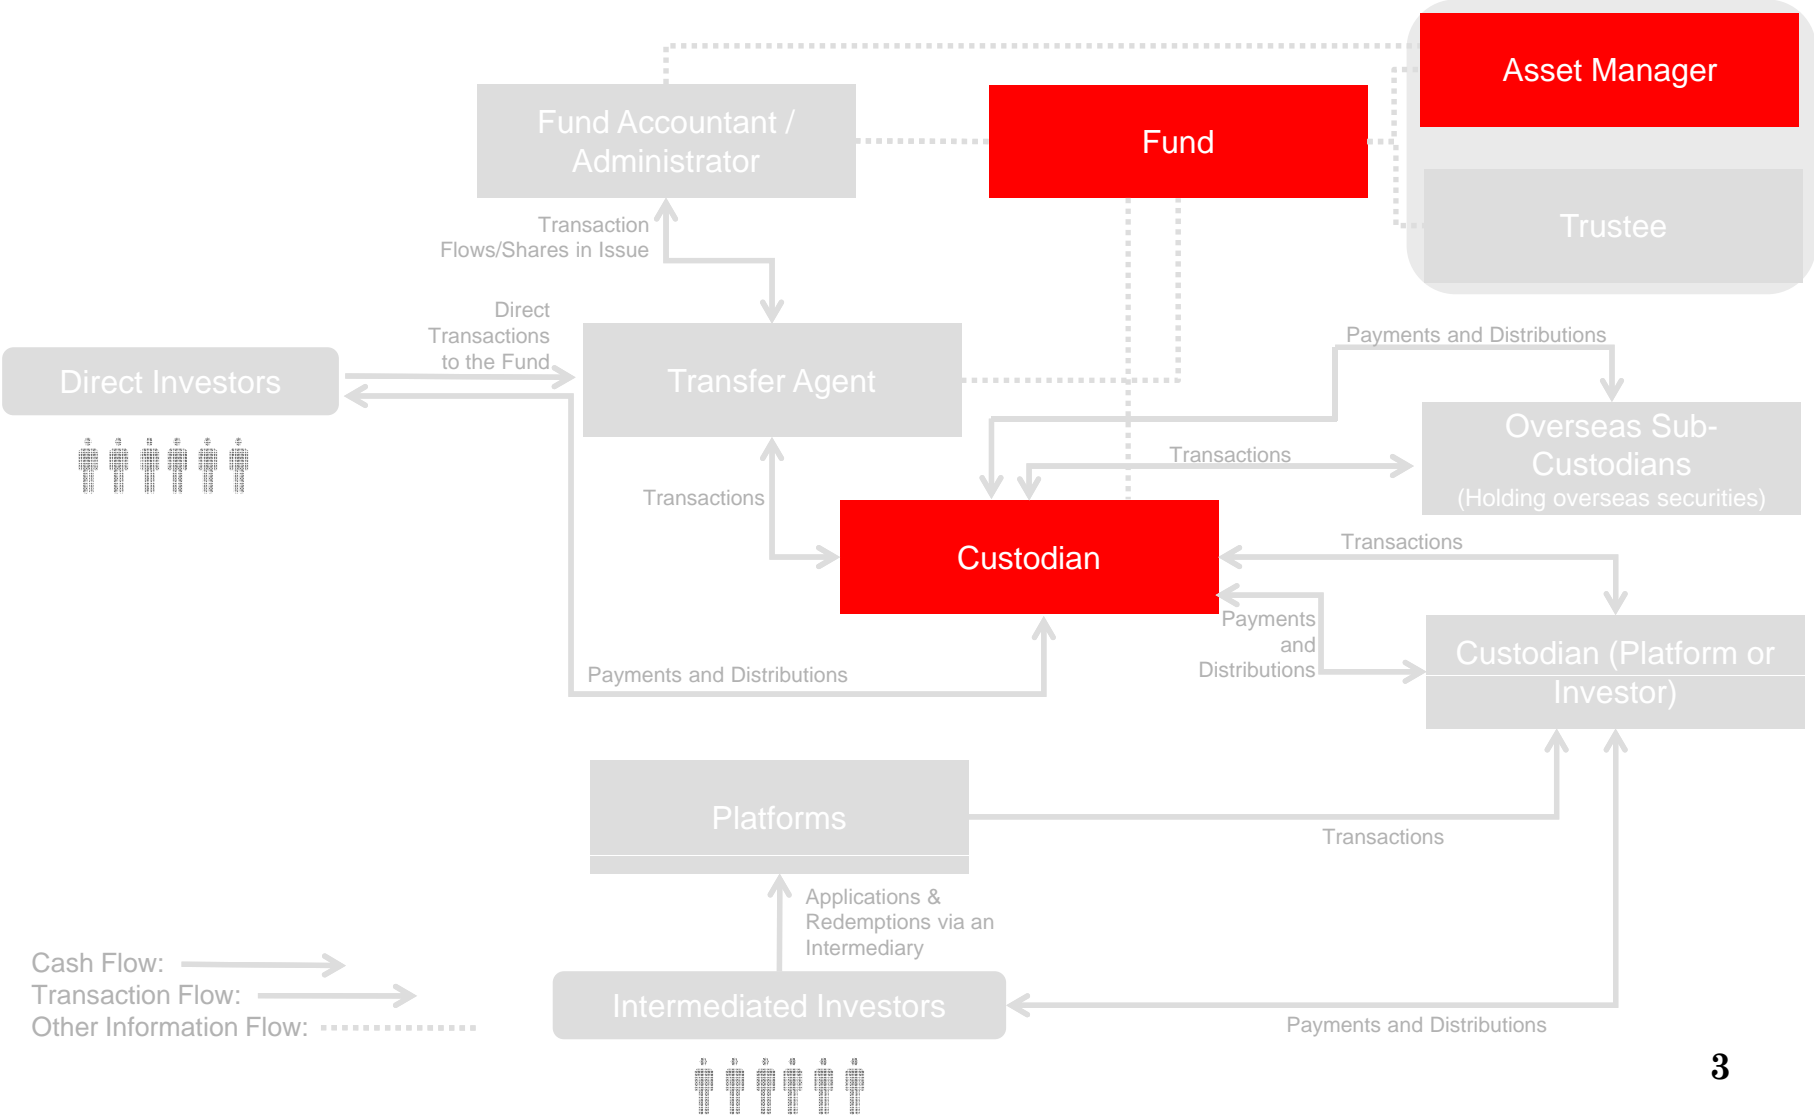 Asset Manager
Fund Accountant /
Administrator
Fund
Trustee
Transaction
Flows/Shares in Issue
Direct
Transactions
to the Fund
Direct Investors
Transfer Agent
Payments and Distributions
Overseas Sub-
Custodians
(Holding overseas securities)
Transactions
Transactions
Custodian
Transactions
Payments
and
Distributions
Custodian (Platform or
Investor)
Payments and Distributions
Platforms
Transactions
Applications &
Redemptions via an
Intermediary
Cash Flow:
Transaction Flow:
Other Information Flow:
Intermediated Investors
Payments and Distributions
3